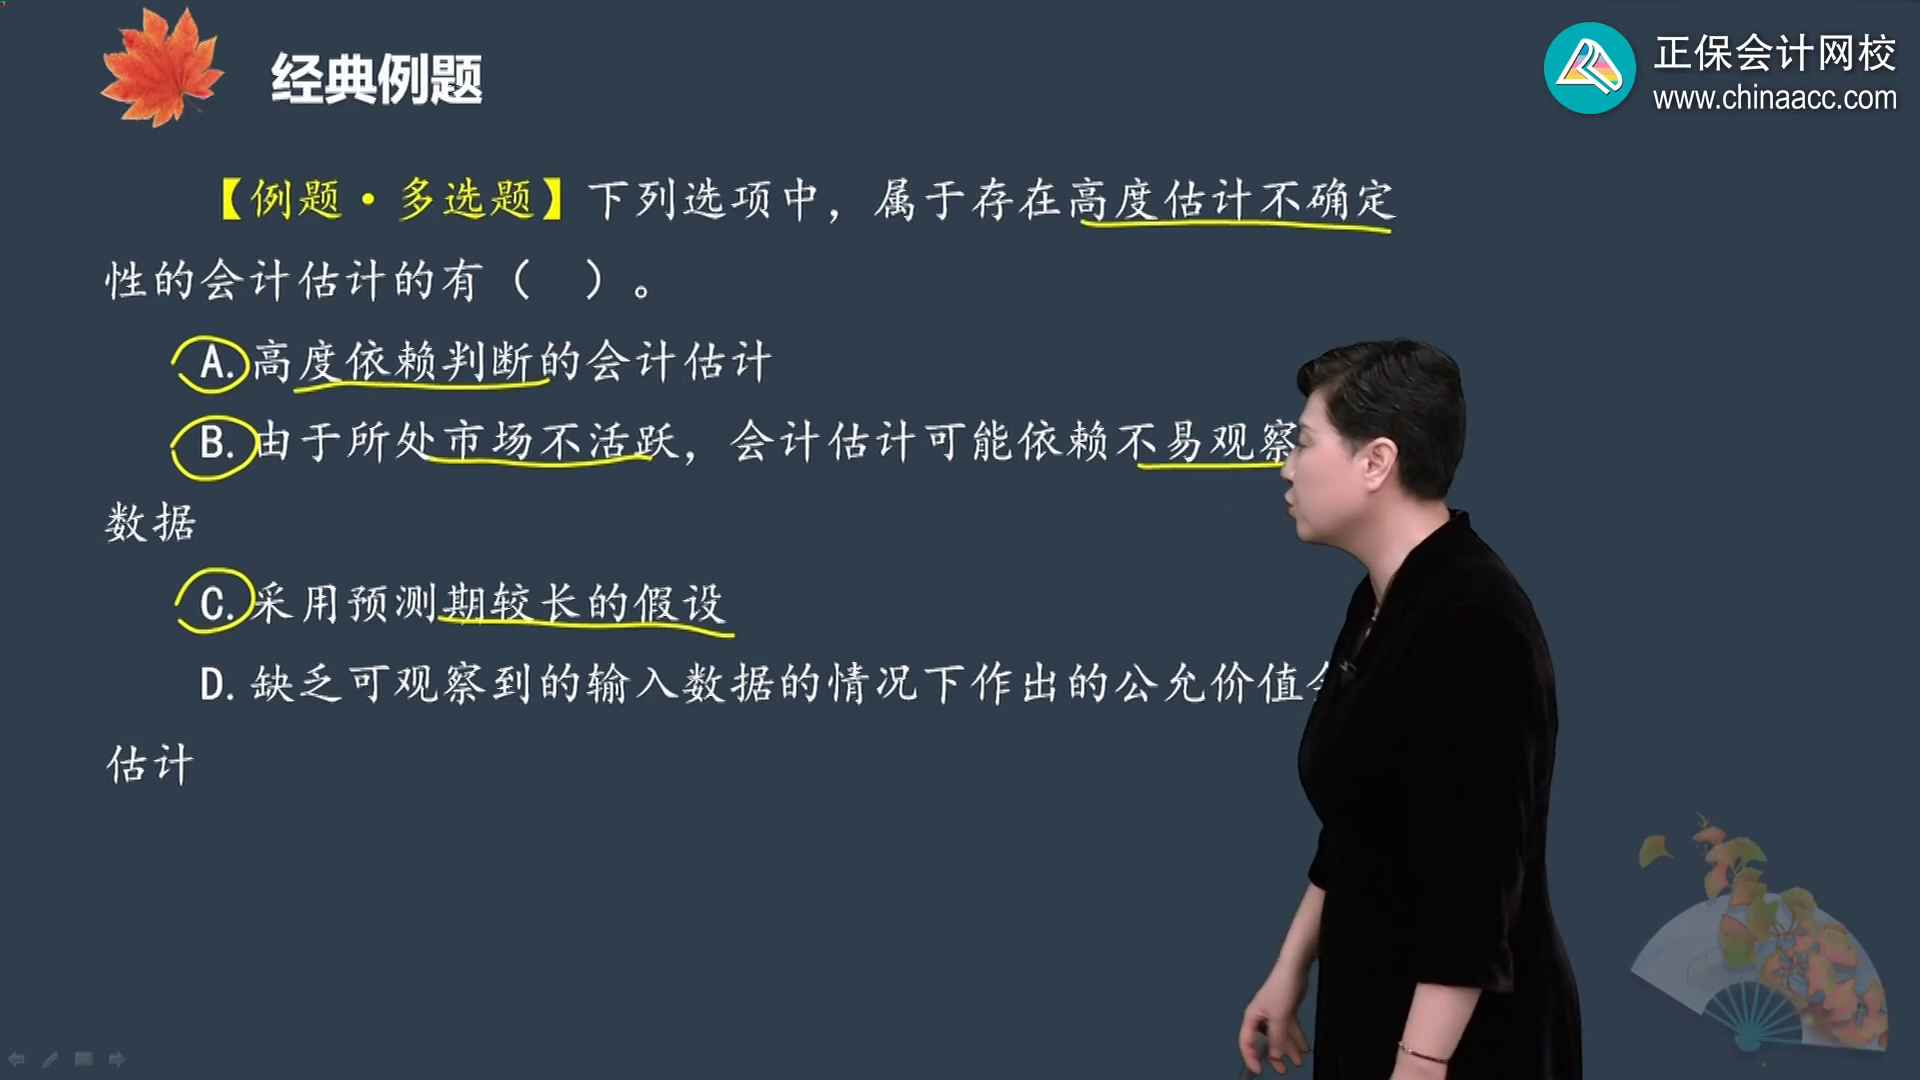 经典例题
正保会计网校
www.chinaacc.com
【例题·多选题】下列选项中，属于存在高度估计不确定
性的会计估计的有（　）。
A.高度依赖判断的会计估计
B.由于所处市场不活跃，会计估计可能依赖不易观察
数据
C.采用预测期较长的假设
D.缺乏可观察到的输入数据的情况下作出的公允价值
估计